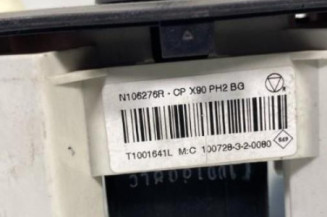 N106276R - CP X90 PH2 BG
T1001641L M:C 100728-3-2-0080